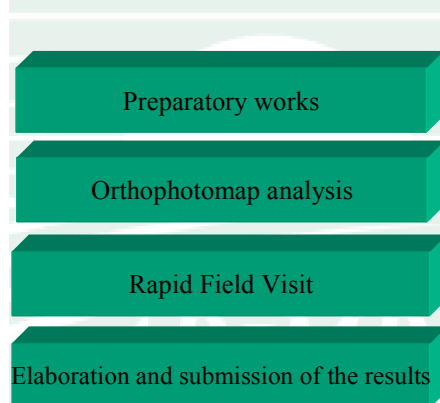 Preparatory works
Orthophotomap analysis
Rapid Field Visit
Elaboration and submission of the results